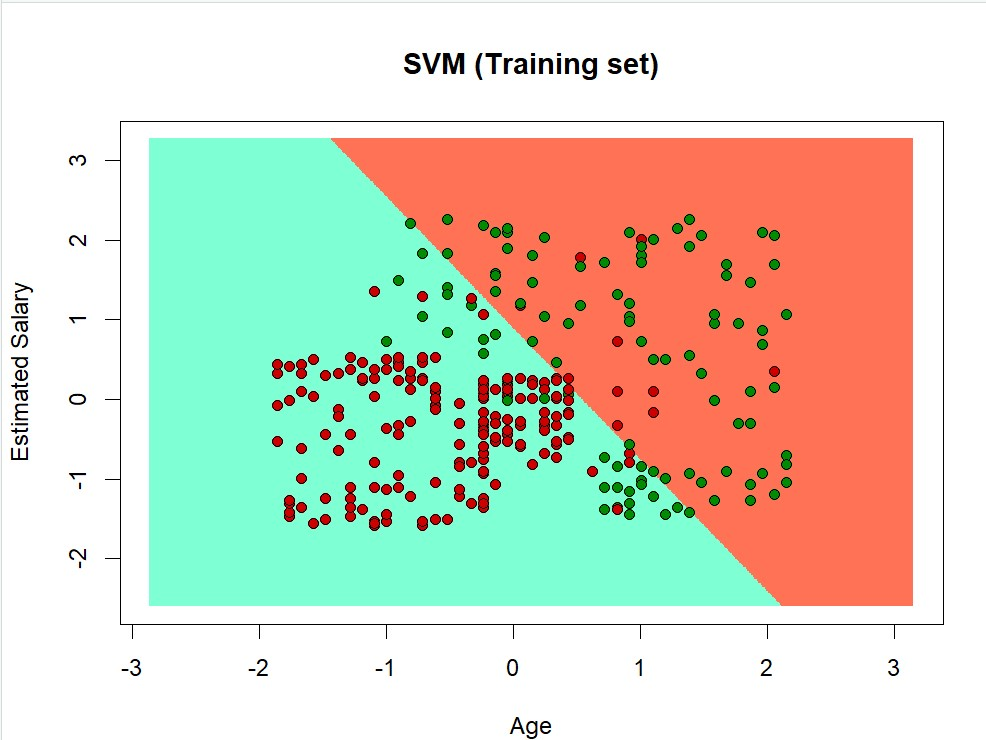 SVM (Training set)
3
2
1
0
-1
-2
Estimated Salary
-3 -2 -1 0 1 2 3
Age